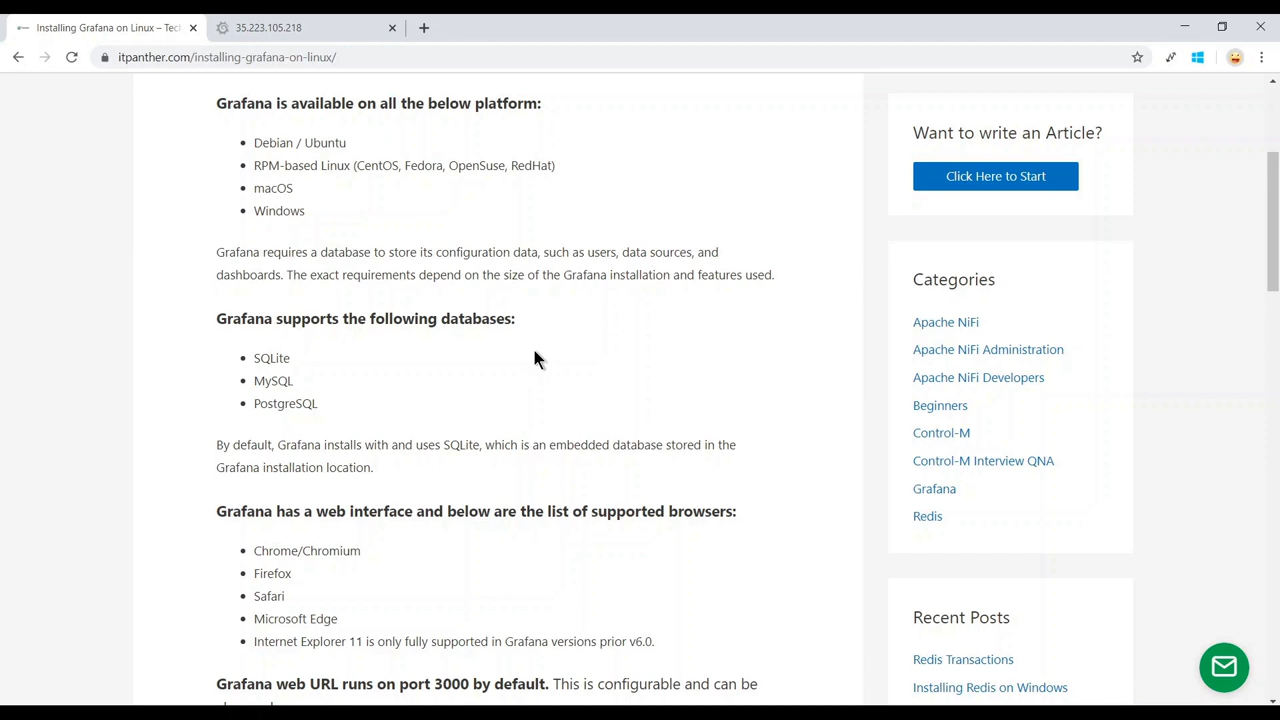 Installing Grafana on Linux – Tec
35.223.105.218
itpanther.com/installing-grafana-on-linux/
Grafana is available on all the below platform:
Debian / Ubuntu
RPM-based Linux (CentOS, Fedora, OpenSuse, RedHat)
macOS
Windows
Grafana requires a database to store its configuration data, such as users, data sources, and
dashboards. The exact requirements depend on the size of the Grafana installation and features used.
Grafana supports the following databases:
SQLite
MySQL
PostgreSQL
By default, Grafana installs with and uses SQLite, which is an embedded database stored in the
Grafana installation location.
Grafana has a web interface and below are the list of supported browsers:
Chrome/Chromium
Firefox
Safari
Microsoft Edge
Internet Explorer 11 is only fully supported in Grafana versions prior v6.0.
Grafana web URL runs on port 3000 by default. This is configurable and can be
Want to write an Article?
Click Here to Start
Categories
Apache NiFi
Apache NiFi Administration
Apache NiFi Developers
Beginners
Control-M
Control-M Interview QNA
Grafana
Redis
Recent Posts
Redis Transactions
Installing Redis on Windows